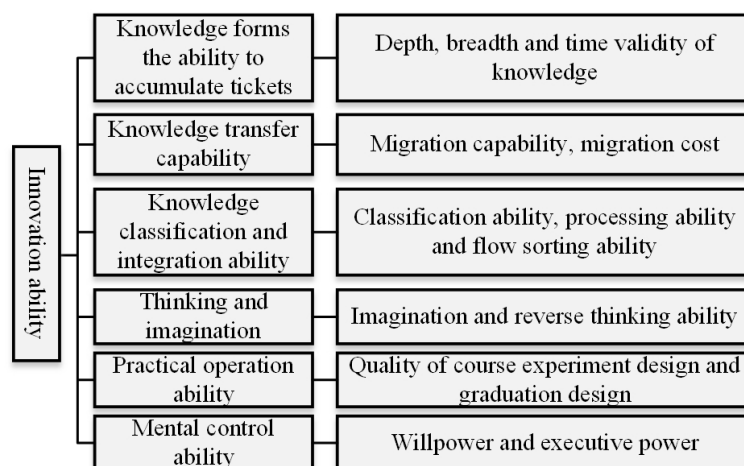 Innovation ability
Knowledge forms
the ability to
accumulate tickets
Depth, breadth and time validity of
knowledge
Knowledge transfer
capability
Migration capability, migration cost
Knowledge
classification and
integration ability
Classification ability, processing ability
and flow sorting ability
Thinking and
imagination
Imagination and reverse thinking ability
Practical operation
ability
Quality of course experiment design and
graduation design
Mental control
ability
Willpower and executive power